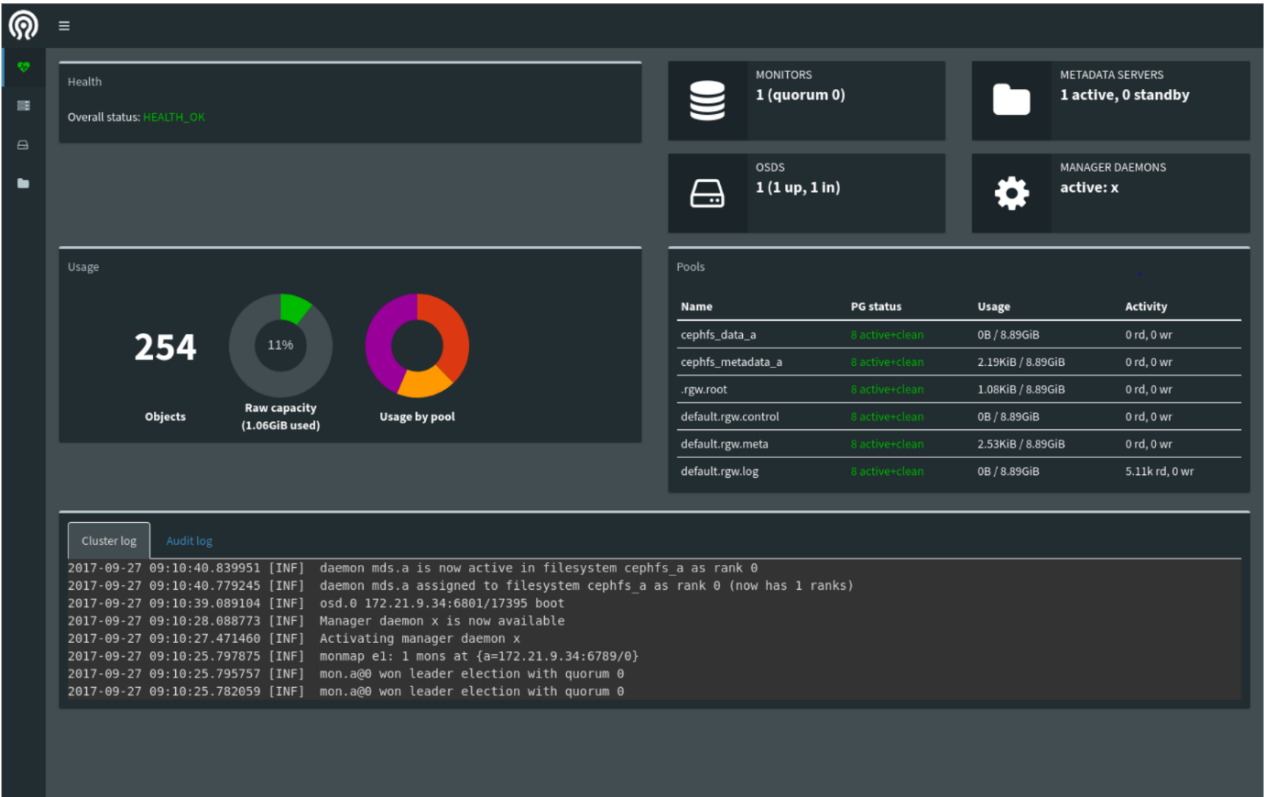 Health
Overall status: HEALTH_OK
MONITORS
1 (quorum 0)
METADATA SERVERS
1 active, 0 standby
OSDS
1 (1 up, 1 in)
MANAGER DAEMONS
active: x
Usage
254
Objects
11%
Raw capacity
(1.06GiB used)
Usage by pool
Pools
Name PG status Usage Activity
cephfs_data_a 8 active+clean 0B / 8.89GiB 0 rd, 0 wr
cephfs_metadata_a 8 active+clean 2.19KiB / 8.89GiB 0 rd, 0 wr
.rgw.root 8 active+clean 1.08KiB / 8.89GiB 0 rd, 0 wr
default.rgw.control 8 active+clean 0B / 8.89GiB 0 rd, 0 wr
default.rgw.meta 8 active+clean 2.53KiB / 8.89GiB 0 rd, 0 wr
default.rgw.log 8 active+clean 0B / 8.89GiB 5.11k rd, 0 wr
Cluster log Audit log
2017-09-27 09:10:40.839951 [INF] daemon mds.a is now active in filesystem cephfs_a as rank 0
2017-09-27 09:10:40.779245 [INF] daemon mds.a assigned to filesystem cephfs_a as rank 0 (now has 1 ranks)
2017-09-27 09:10:39.089104 [INF] osd.0 172.21.9.34:6801/17395 boot
2017-09-27 09:10:28.088773 [INF] Manager daemon x is now available
2017-09-27 09:10:27.471460 [INF] Activating manager daemon x
2017-09-27 09:10:25.797875 [INF] monmap e1: 1 mons at {a=172.21.9.34:6789/0}
2017-09-27 09:10:25.795757 [INF] mon.a@0 won leader election with quorum 0
2017-09-27 09:10:25.782059 [INF] mon.a@0 won leader election with quorum 0